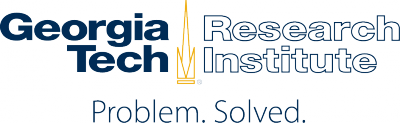 Georgia Tech
Research Institute
Problem. Solved.